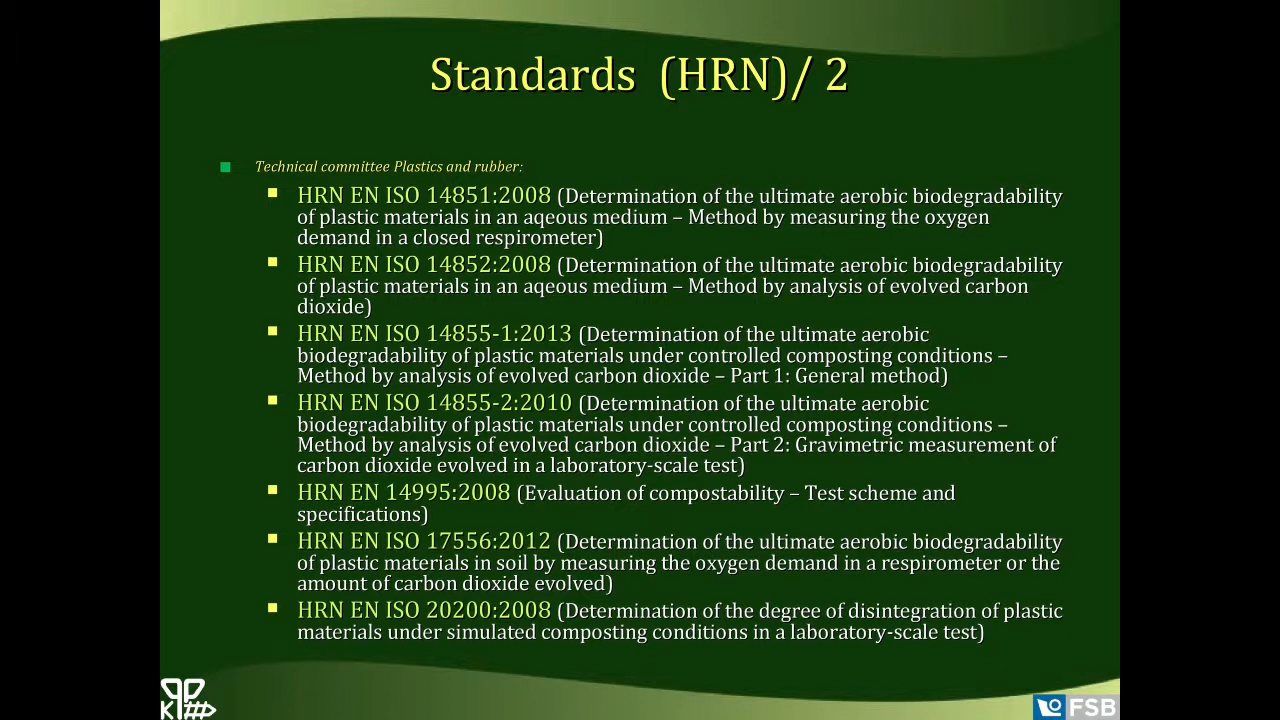 Standards (HRN)/ 2
Technical committee Plastics and rubber:
HRN EN ISO 14851:2008 (Determination of the ultimate aerobic biodegradability
of plastic materials in an aqeous medium – Method by measuring the oxygen
demand in a closed respirometer)
HRN EN ISO 14852:2008 (Determination of the ultimate aerobic biodegradability
of plastic materials in an aqeous medium – Method by analysis of evolved carbon
dioxide)
HRN EN ISO 14855-1:2013 (Determination of the ultimate aerobic
biodegradability of plastic materials under controlled composting conditions –
Method by analysis of evolved carbon dioxide – Part 1: General method)
HRN EN ISO 14855-2:2010 (Determination of the ultimate aerobic
biodegradability of plastic materials under controlled composting conditions –
Method by analysis of evolved carbon dioxide – Part 2: Gravimetric measurement of
carbon dioxide evolved in a laboratory-scale test)
HRN EN 14995:2008 (Evaluation of compostability – Test scheme and
specifications)
HRN EN ISO 17556:2012 (Determination of the ultimate aerobic biodegradability
of plastic materials in soil by measuring the oxygen demand in a respirometer or the
amount of carbon dioxide evolved)
HRN EN ISO 20200:2008 (Determination of the degree of disintegration of plastic
materials under simulated composting conditions in a laboratory-scale test)
FSB